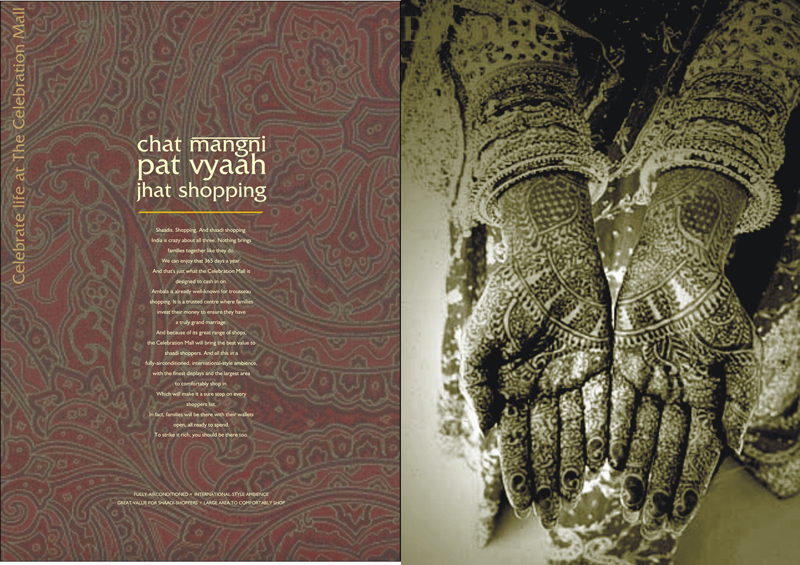 Celebrate life at The Celebration Mall
chat mangni
pat vyaah
jhat shopping
Shaadis. Shopping. And shaadi shopping.
India is crazy about all three. Nothing brings
families together like they do.
We can enjoy that 365 days a year.
And that's just what the Celebration Mall is
designed to cash in on.
Ambala is already well-known for trousseau
shopping. It is a trusted centre where families
invest their money to ensure they have
a truly grand marriage.
And because of its great range of shops,
the Celebration Mall will bring the best value to
shaadi shoppers. And all this in a
fully-airconditioned, international-style ambience,
with the finest displays and the largest area
to comfortably shop in.
Which will make it a sure stop on every
shoppers list.
In fact, families will be there with their wallets
open, all ready to spend.
To strike it rich, you should be there too.
FULLY-AIRCONDITIONED • INTERNATIONAL-STYLE AMBIENCE
GREAT VALUE FOR SHAADI-SHOPPERS • LARGE AREA TO COMFORTABLY SHOP